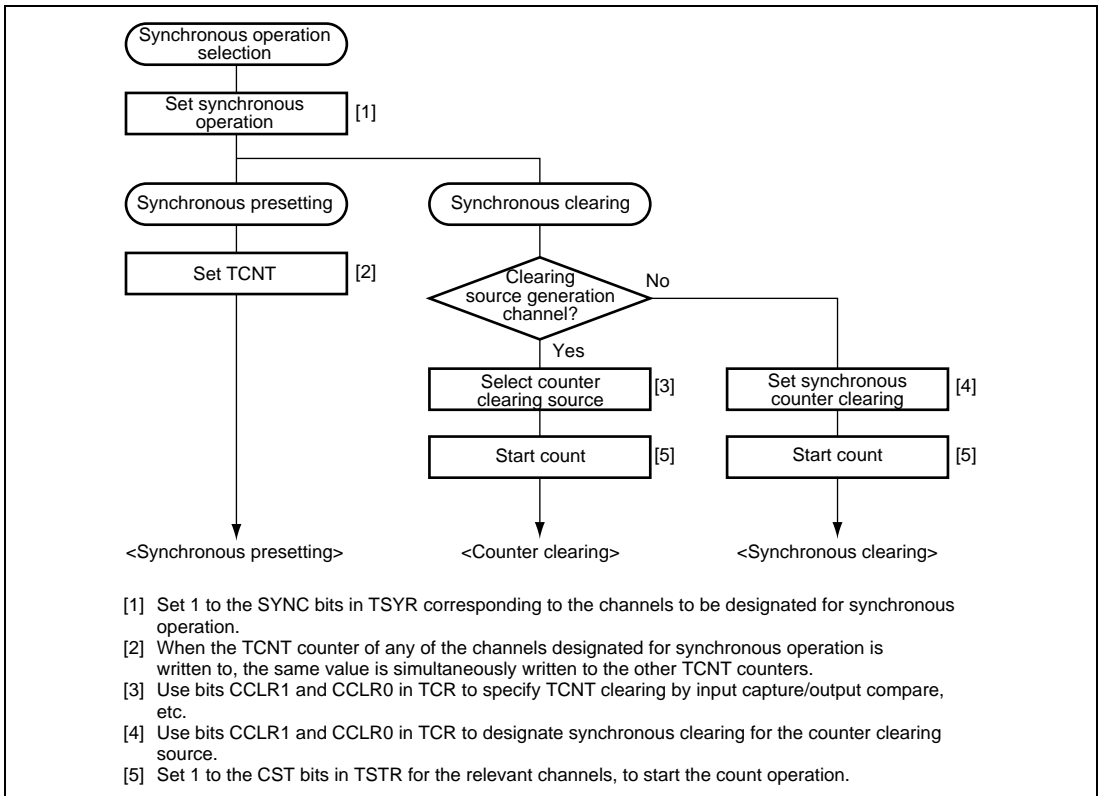 Synchronous operation
selection
Set synchronous
operation
[1]
Synchronous presetting
Synchronous clearing
Set TCNT
[2]
Clearing
source generation
channel?
No
Yes
Select counter
clearing source
[3]
Set synchronous
counter clearing
[4]
Start count
[5]
Start count
[5]
<Synchronous presetting>
<Counter clearing>
<Synchronous clearing>
[1] Set 1 to the SYNC bits in TSYR corresponding to the channels to be designated for synchronous
operation.
[2] When the TCNT counter of any of the channels designated for synchronous operation is
written to, the same value is simultaneously written to the other TCNT counters.
[3] Use bits CCLR1 and CCLR0 in TCR to specify TCNT clearing by input capture/output compare,
etc.
[4] Use bits CCLR1 and CCLR0 in TCR to designate synchronous clearing for the counter clearing
source.
[5] Set 1 to the CST bits in TSTR for the relevant channels, to start the count operation.